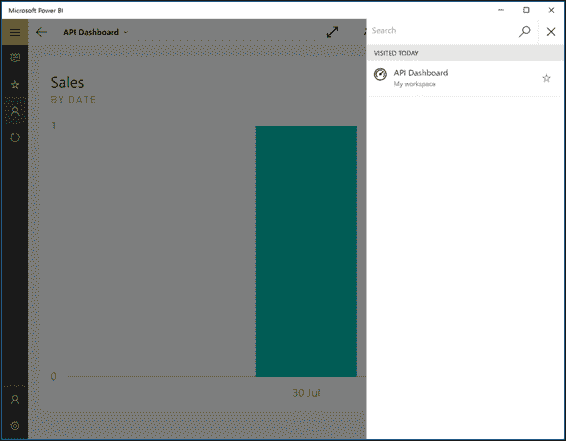 Microsoft Power BI
API Dashboard
Search
VISITED TODAY
API Dashboard
My workspace
Sales
BY DATE
1
0
30 Jul